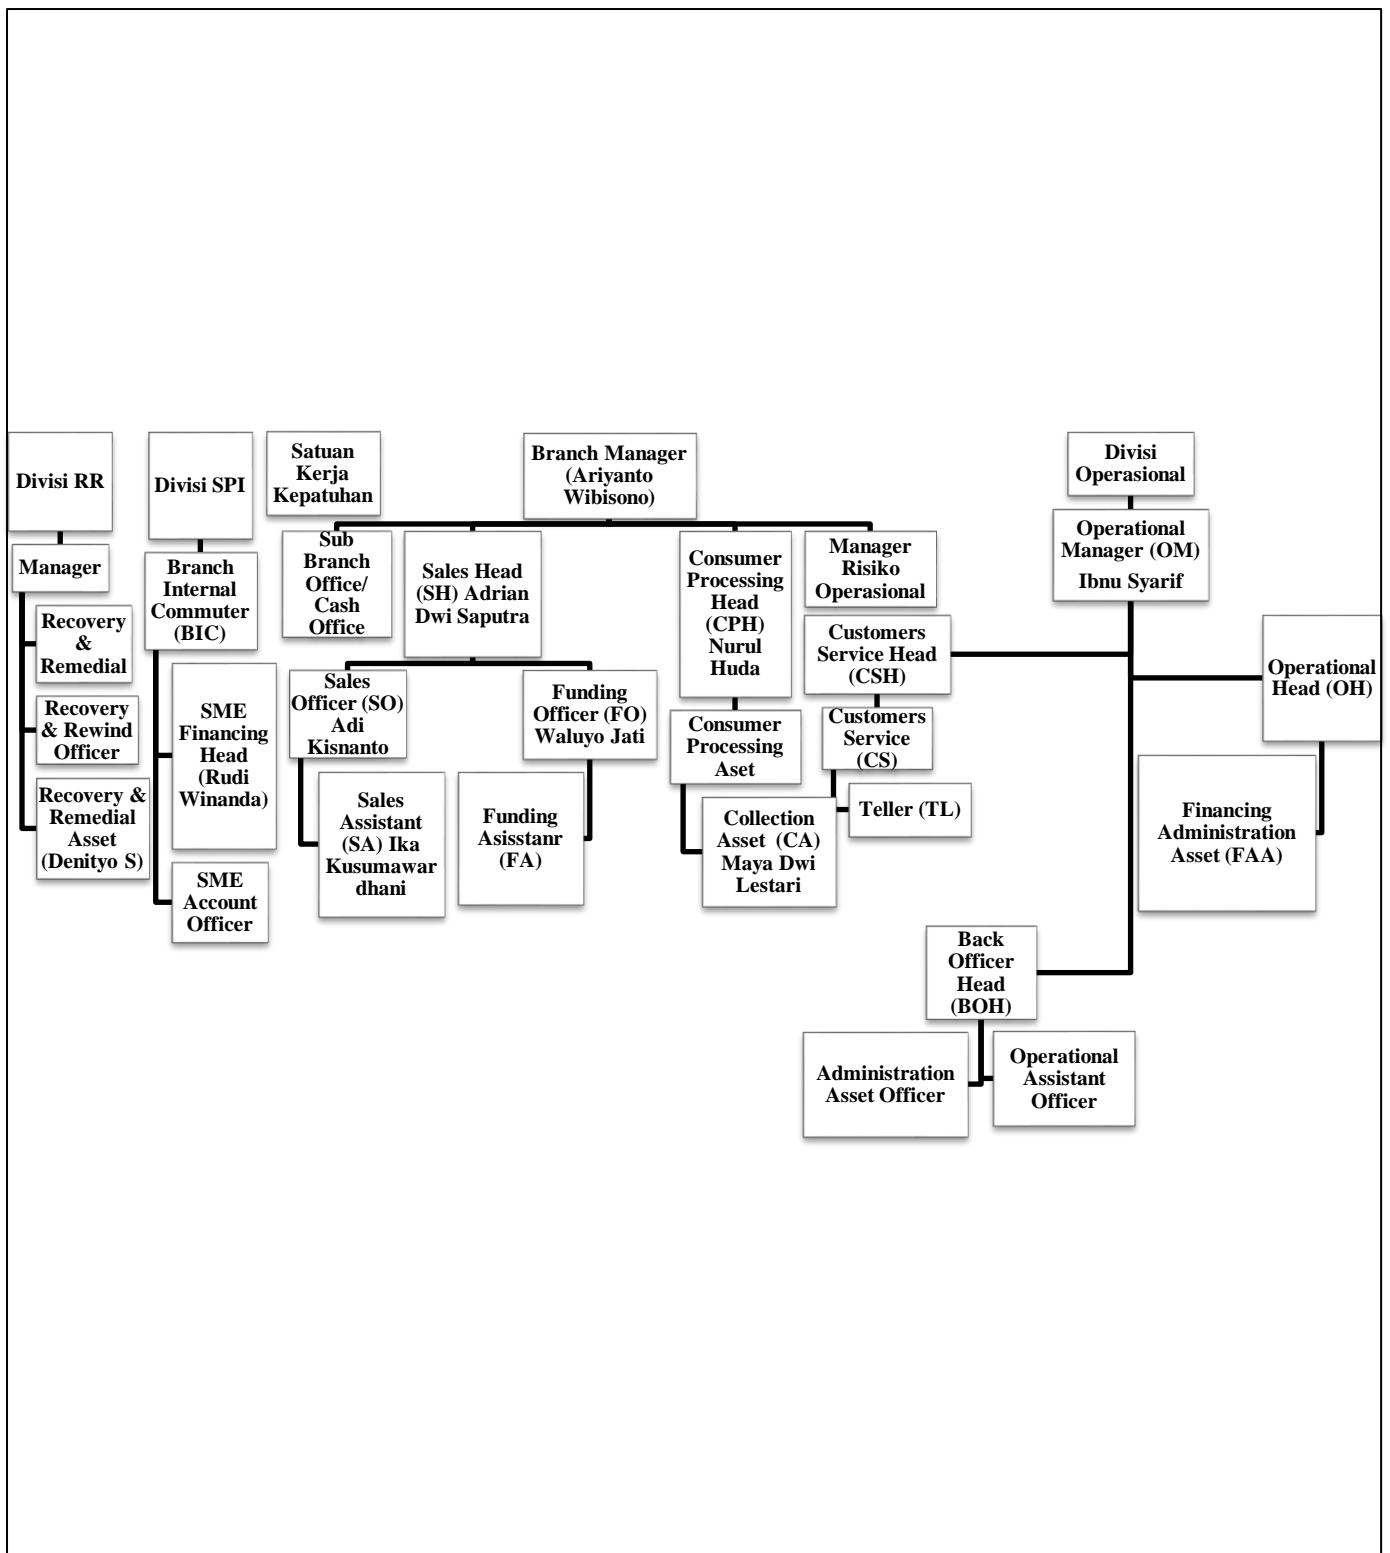 Divisi RR
Manager
Recovery
&
Remedial
Recovery
& Rewind
Officer
Recovery &
Remedial
Asset
(Denityo S)
Divisi SPI
Branch
Internal
Commuter
(BIC)
SME
Financing
Head
(Rudi
Winanda)
SME
Account
Officer
Satuan
Kerja
Kepatuhan
Branch Manager
(Ariyanto
Wibisono)
Sub
Branch
Office/
Cash
Office
Sales Head
(SH) Adrian
Dwi Saputra
Sales
Officer (SO)
Adi
Kisnanto
Sales
Assistant
(SA) Ika
Kusumawar
dhani
Funding
Officer (FO)
Waluyo Jati
Funding
Asisstanr
(FA)
Consumer
Processing
Head
(CPH)
Nurul
Huda
Consumer
Processing
Aset
Collection
Asset (CA)
Maya Dwi
Lestari
Manager
Risiko
Operasional
Divisi
Operasional
Operational
Manager (OM)
Ibnu Syarif
Customers
Service Head
(CSH)
Customers
Service
(CS)
Teller (TL)
Operational
Head (OH)
Financing
Administration
Asset (FAA)
Back
Officer
Head
(BOH)
Administration
Asset Officer
Operational
Assistant
Officer